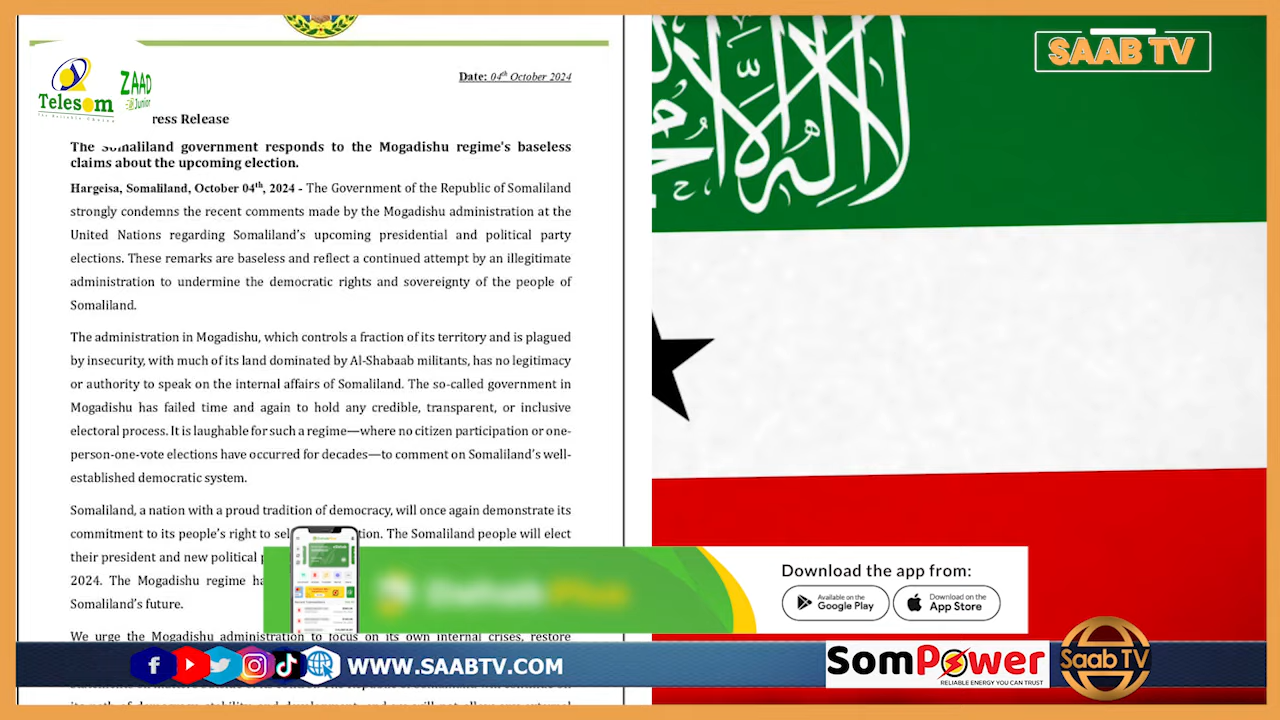 SAAB TV
Date: 04th October 2024
Telesom
The Reliable Choice
ZAAD
Junior
ress Release
The Somaliland government responds to the Mogadishu regime's baseless
claims about the upcoming election.
Hargeisa, Somaliland, October 04th, 2024 - The Government of the Republic of Somaliland
strongly condemns the recent comments made by the Mogadishu administration at the
United Nations regarding Somaliland's upcoming presidential and political party
elections. These remarks are baseless and reflect a continued attempt by an illegitimate
administration to undermine the democratic rights and sovereignty of the people of
Somaliland.
The administration in Mogadishu, which controls a fraction of its territory and is plagued
by insecurity, with much of its land dominated by Al-Shabaab militants, has no legitimacy
or authority to speak on the internal affairs of Somaliland. The so-called government in
Mogadishu has failed time and again to hold any credible, transparent, or inclusive
electoral process. It is laughable for such a regime—where no citizen participation or one-
person-one-vote elections have occurred for decades—to comment on Somaliland's well-
established democratic system.
Somaliland, a nation with a proud tradition of democracy, will once again demonstrate its
commitment to its people's right to The Somaliland people will elect
their president and new political
2024. The Mogadishu regime
Somaliland's future.
We urge the Mogadishu administration to focus on its own internal crises, restore
Download the app from:
Available on the
Google Play
Download on the
App Store
WWW.SAABTV.COM
SomPower
RELIABLE ENERGY YOU CAN TRUST
Saab TV